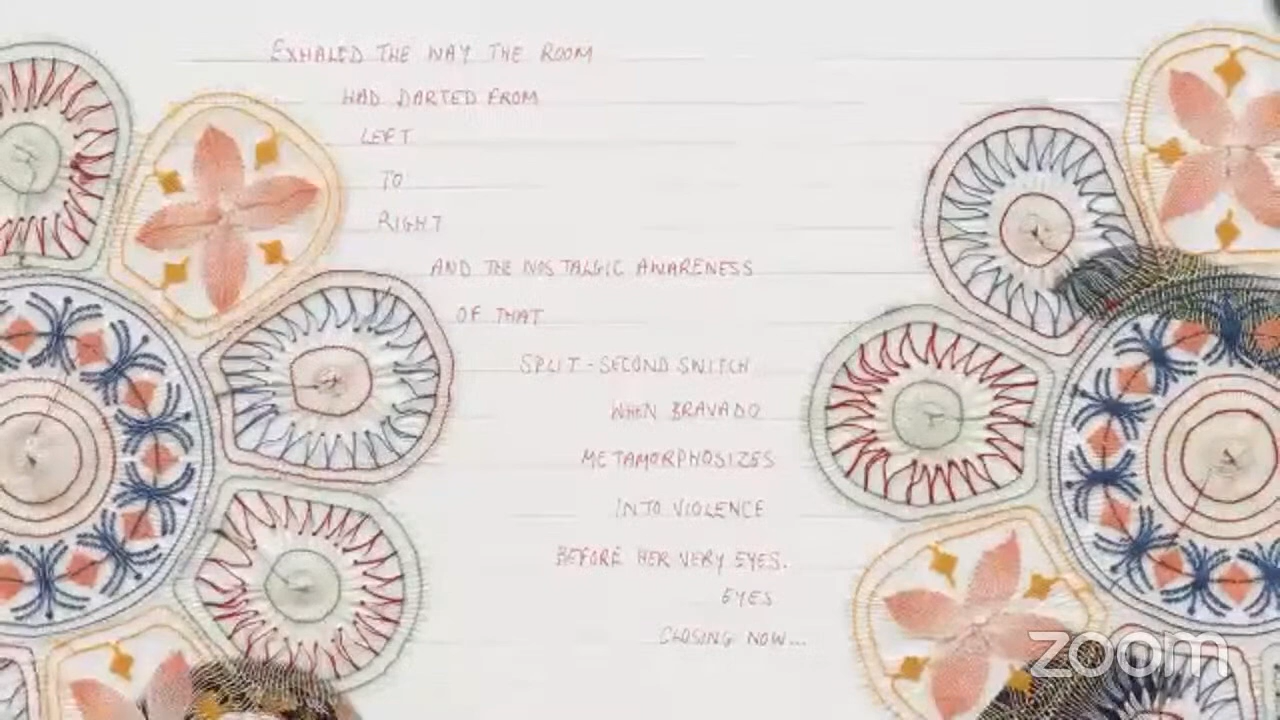 EXHALED THE WAY THE ROOM
HAD DARTED FROM
LEFT
TO
RIGHT
AND THE NOSTALGIC AWARENESS
OF THAT
SPLIT-SECOND SWITCH
WHEN BRAVADO
METAMORPHOSIZES
INTO VIOLENCE
BEFORE HER VERY EYES.
EYES
CLOSING NOW...
zoom